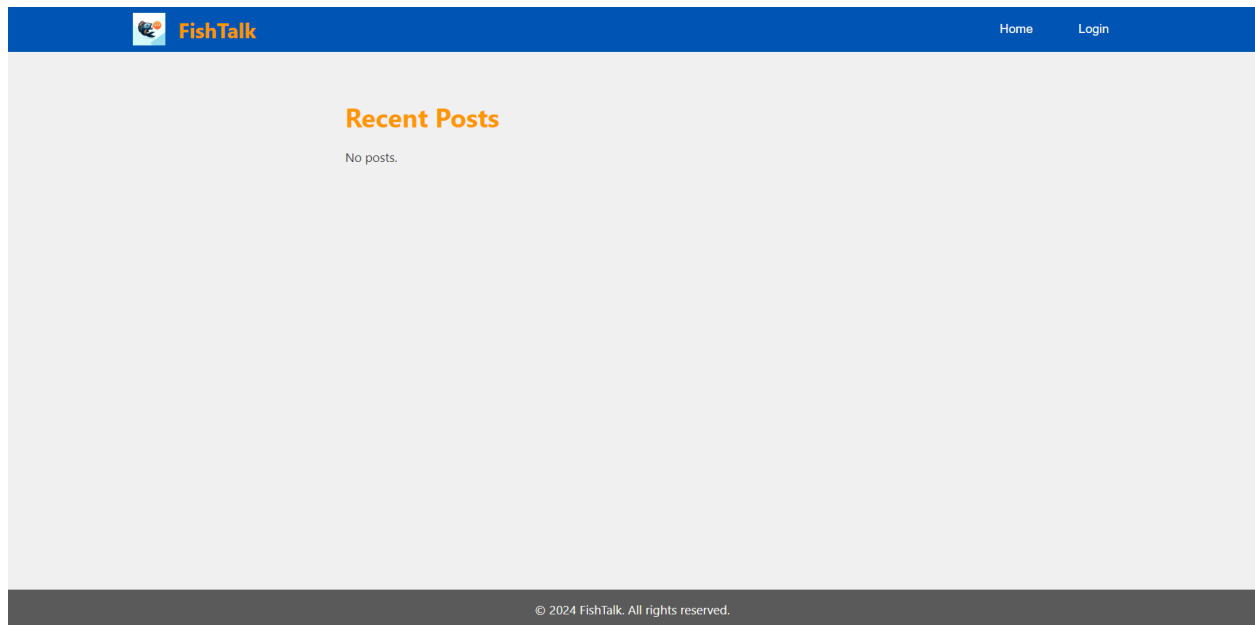 FishTalk
Home Login
Recent Posts
No posts.
© 2024 FishTalk. All rights reserved.